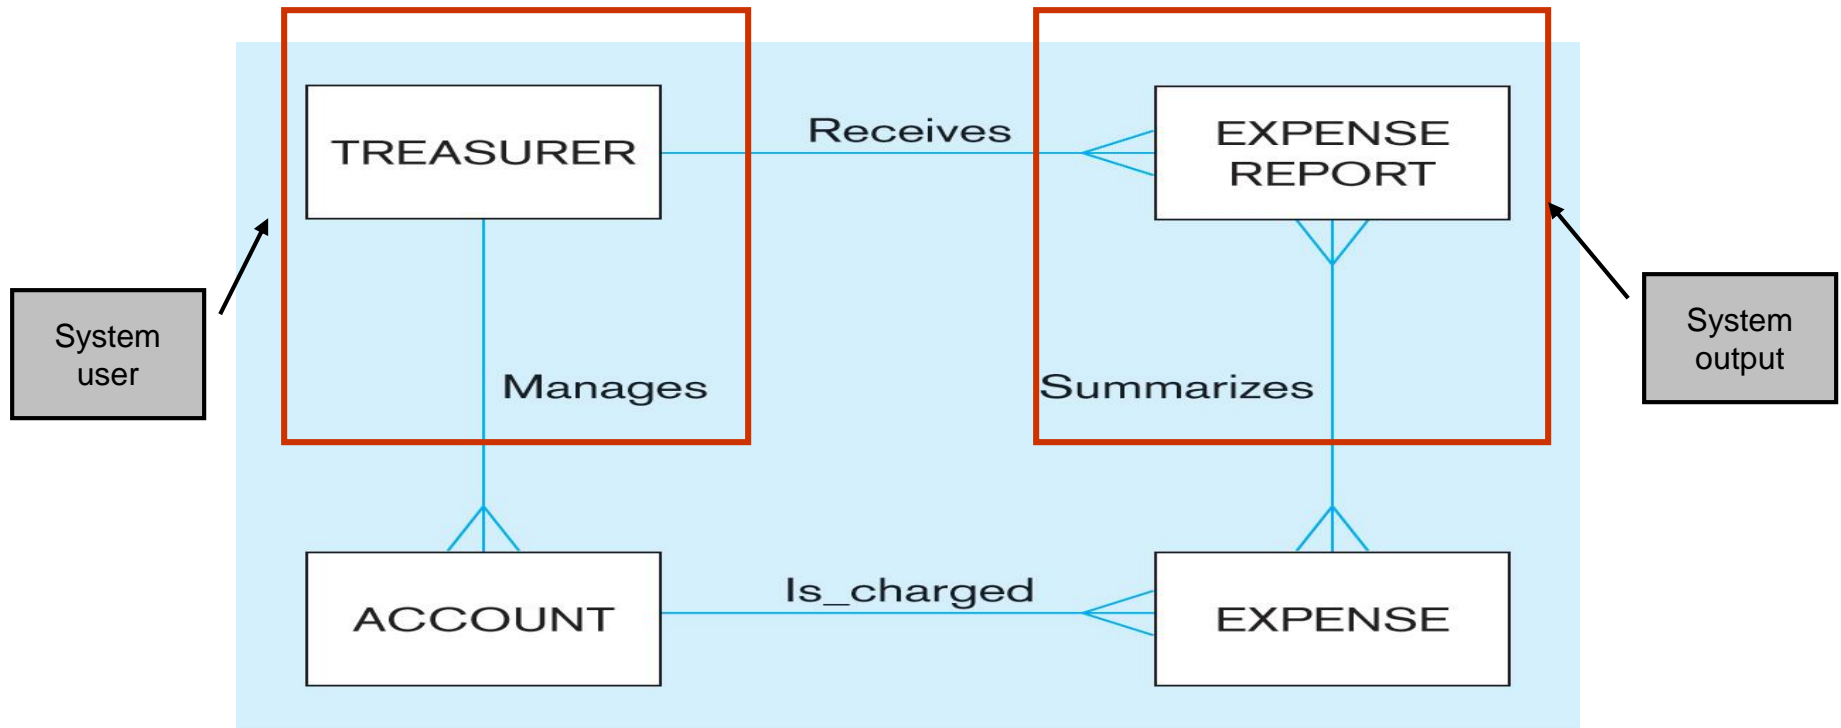 TREASURER
Receives
EXPENSE
REPORT
System
user
System
output
Manages
Summarizes
ACCOUNT
Is_charged
EXPENSE